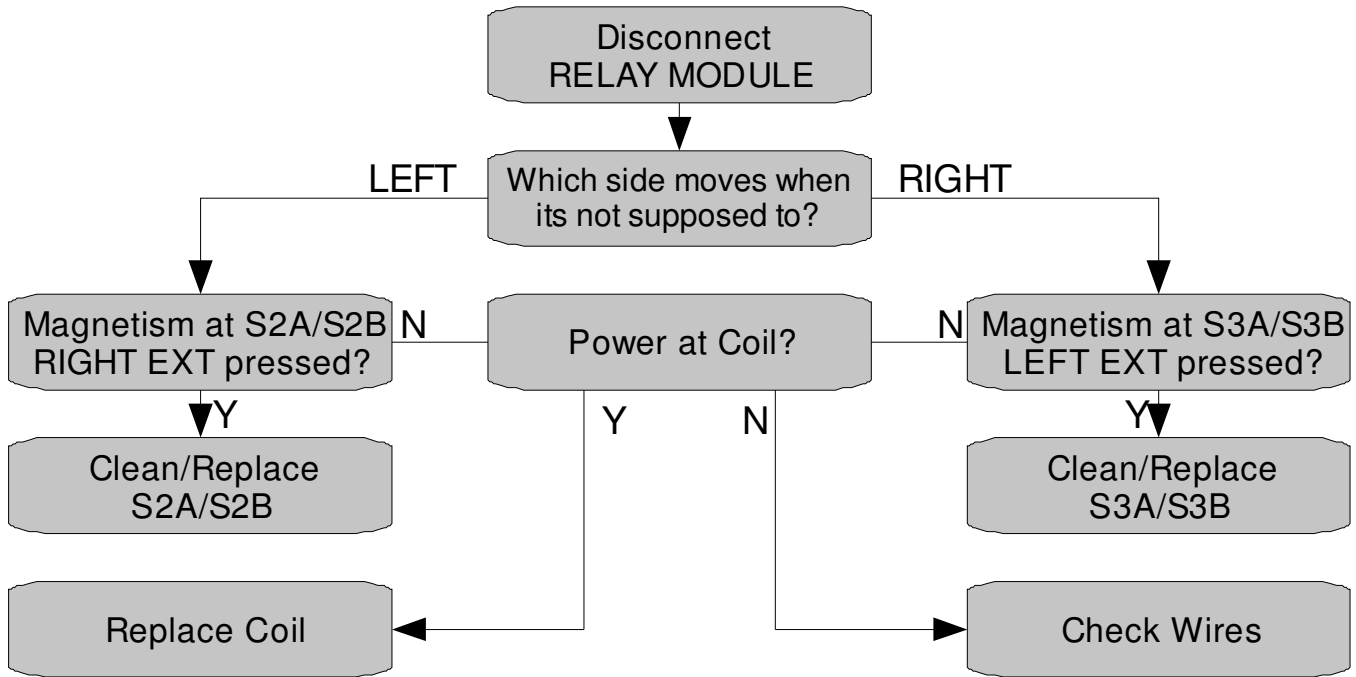 Disconnect
RELAY MODULE
LEFT
Which side moves when
its not supposed to?
RIGHT
Magnetism at S2A/S2B
RIGHT EXT pressed?
N
Power at Coil?
N
Magnetism at S3A/S3B
LEFT EXT pressed?
Y
Y
N
Y
Clean/Replace
S2A/S2B
Clean/Replace
S3A/S3B
Replace Coil
Check Wires